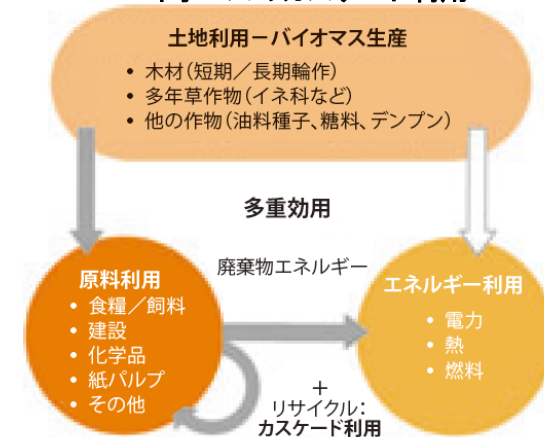 土地利用－バイオマス生産
• 木材（短期／長期輪作）
• 多年草作物（イネ科など）
• 他の作物（油料種子、糖料、デンプン）
多重効用
原料利用
• 食糧／飼料
• 建設
• 化学品
• 紙パルプ
• その他
廃棄物エネルギー
エネルギー利用
• 電力
• 熱
• 燃料
＋
リサイクル：
カスケード利用